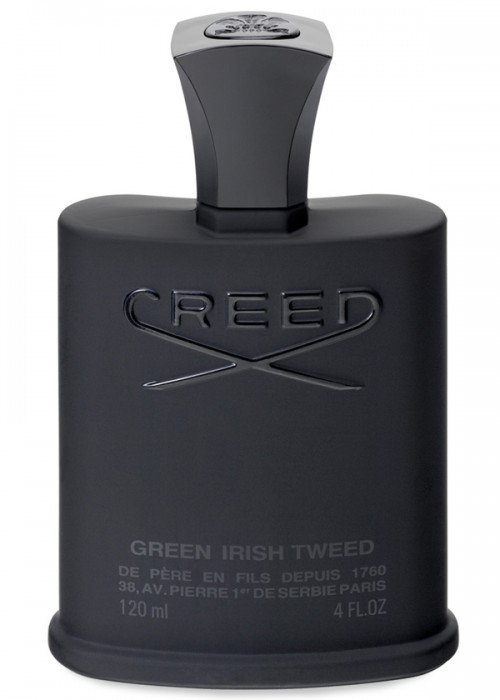 CREED
GREEN IRISH TWEED
DE PÈRE EN FILS DEPUIS 1760
38, AV. PIERRE 1er DE SERBIE PARIS
120 ml 4 FL.OZ